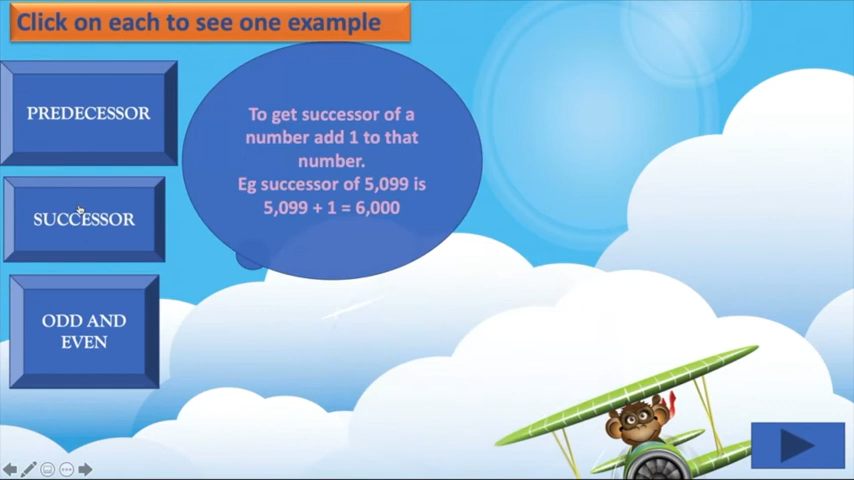 Click on each to see one example
PREDECESSOR
To get successor of a
number add 1 to that
number.
Eg successor of 5,099 is
5,099 + 1 = 6,000
SUCCESSOR
ODD AND
EVEN